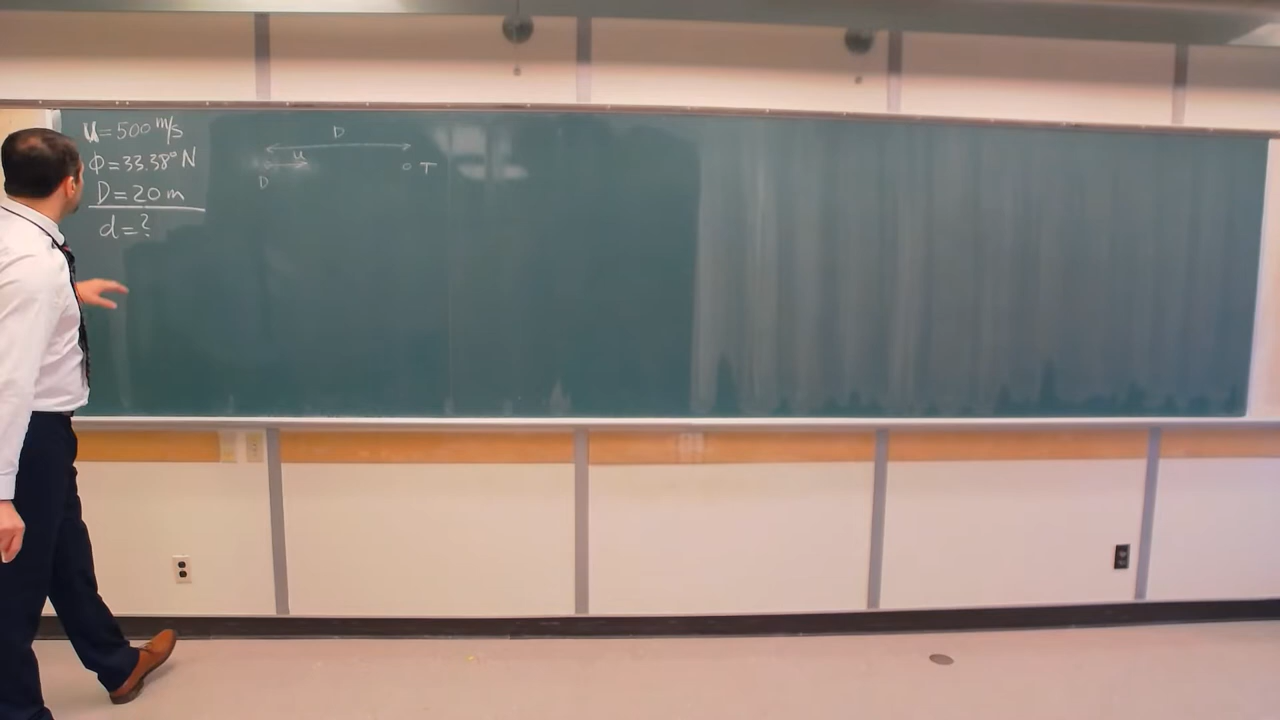 u = 500 m/s
Φ = 33.38° N
D = 20 m
d = ?
D
u
T
D